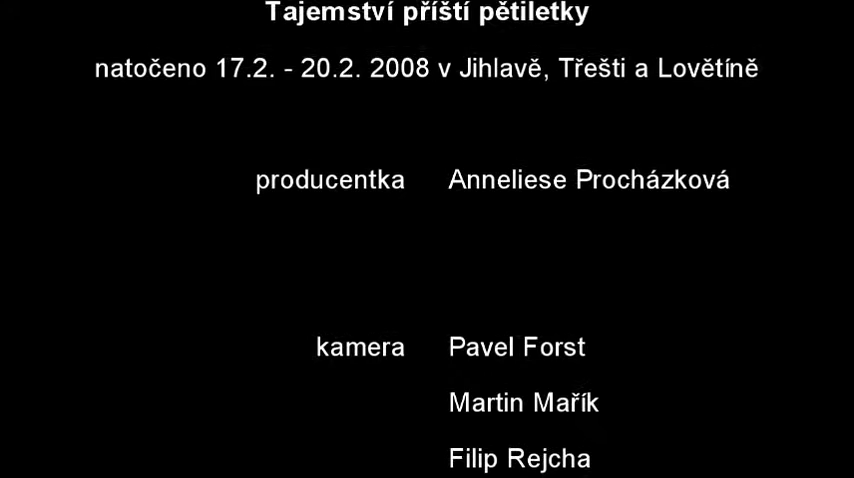 Tajemství příští pětiletky
natočeno 17.2. - 20.2. 2008 v Jihlavě, Třešti a Lovětíně
producentka Anneliese Procházková
kamera Pavel Forst
Martin Mařík
Filip Rejcha